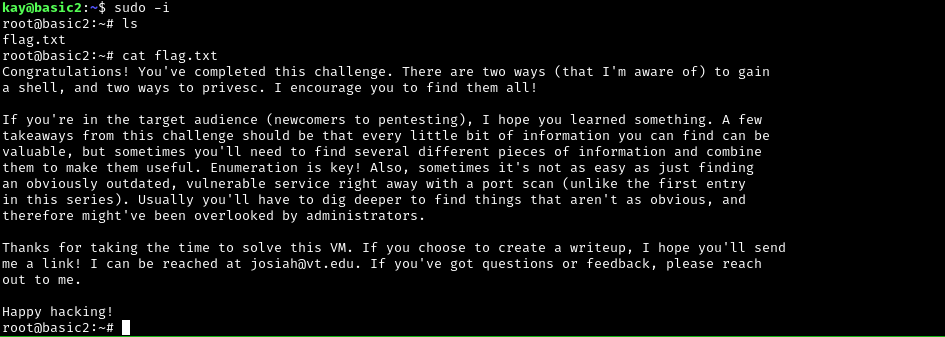 kay@basic2:~$ sudo -i
root@basic2:~# ls
flag.txt
root@basic2:~# cat flag.txt
Congratulations! You've completed this challenge. There are two ways (that I'm aware of) to gain
a shell, and two ways to privesc. I encourage you to find them all!

If you're in the target audience (newcomers to pentesting), I hope you learned something. A few
takeaways from this challenge should be that every little bit of information you can find can be
valuable, but sometimes you'll need to find several different pieces of information and combine
them to make them useful. Enumeration is key! Also, sometimes it's not as easy as just finding
an obviously outdated, vulnerable service right away with a port scan (unlike the first entry
in this series). Usually you'll have to dig deeper to find things that aren't as obvious, and
therefore might've been overlooked by administrators.

Thanks for taking the time to solve this VM. If you choose to create a writeup, I hope you'll send
me a link! I can be reached at josiah@vt.edu. If you've got questions or feedback, please reach
out to me.

Happy hacking!
root@basic2:~#